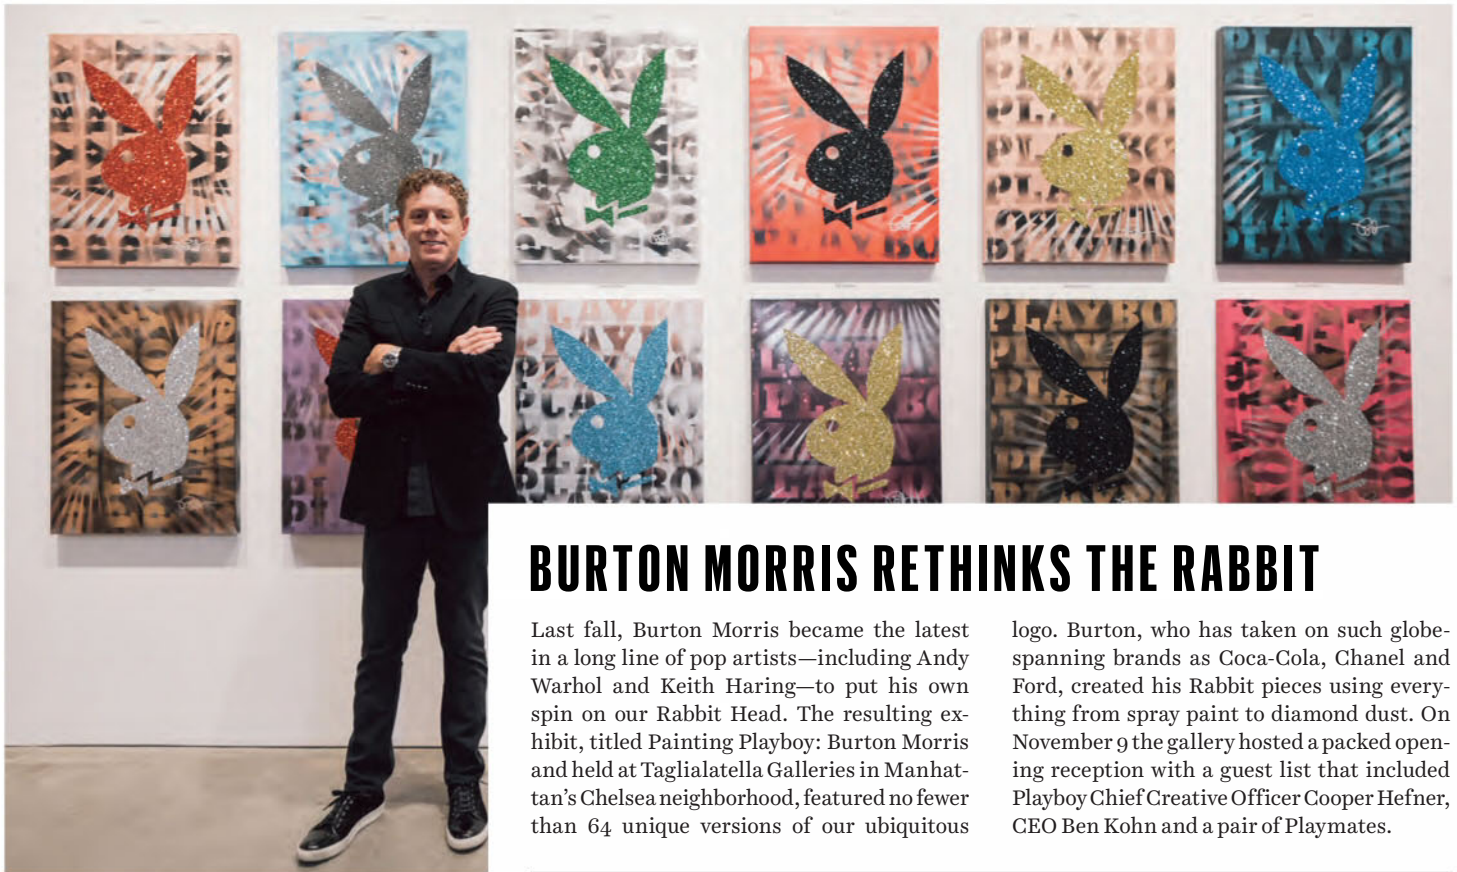 BURTON MORRIS RETHINKS THE RABBIT
Last fall, Burton Morris became the latest
in a long line of pop artists—including Andy
Warhol and Keith Haring—to put his own
spin on our Rabbit Head. The resulting ex-
hibit, titled Painting Playboy: Burton Morris
and held at Taglialatella Galleries in Manhat-
tan’s Chelsea neighborhood, featured no fewer
than 64 unique versions of our ubiquitous
logo. Burton, who has taken on such globe-
spanning brands as Coca-Cola, Chanel and
Ford, created his Rabbit pieces using every-
thing from spray paint to diamond dust. On
November 9 the gallery hosted a packed open-
ing reception with a guest list that included
Playboy Chief Creative Officer Cooper Hefner,
CEO Ben Kohn and a pair of Playmates.